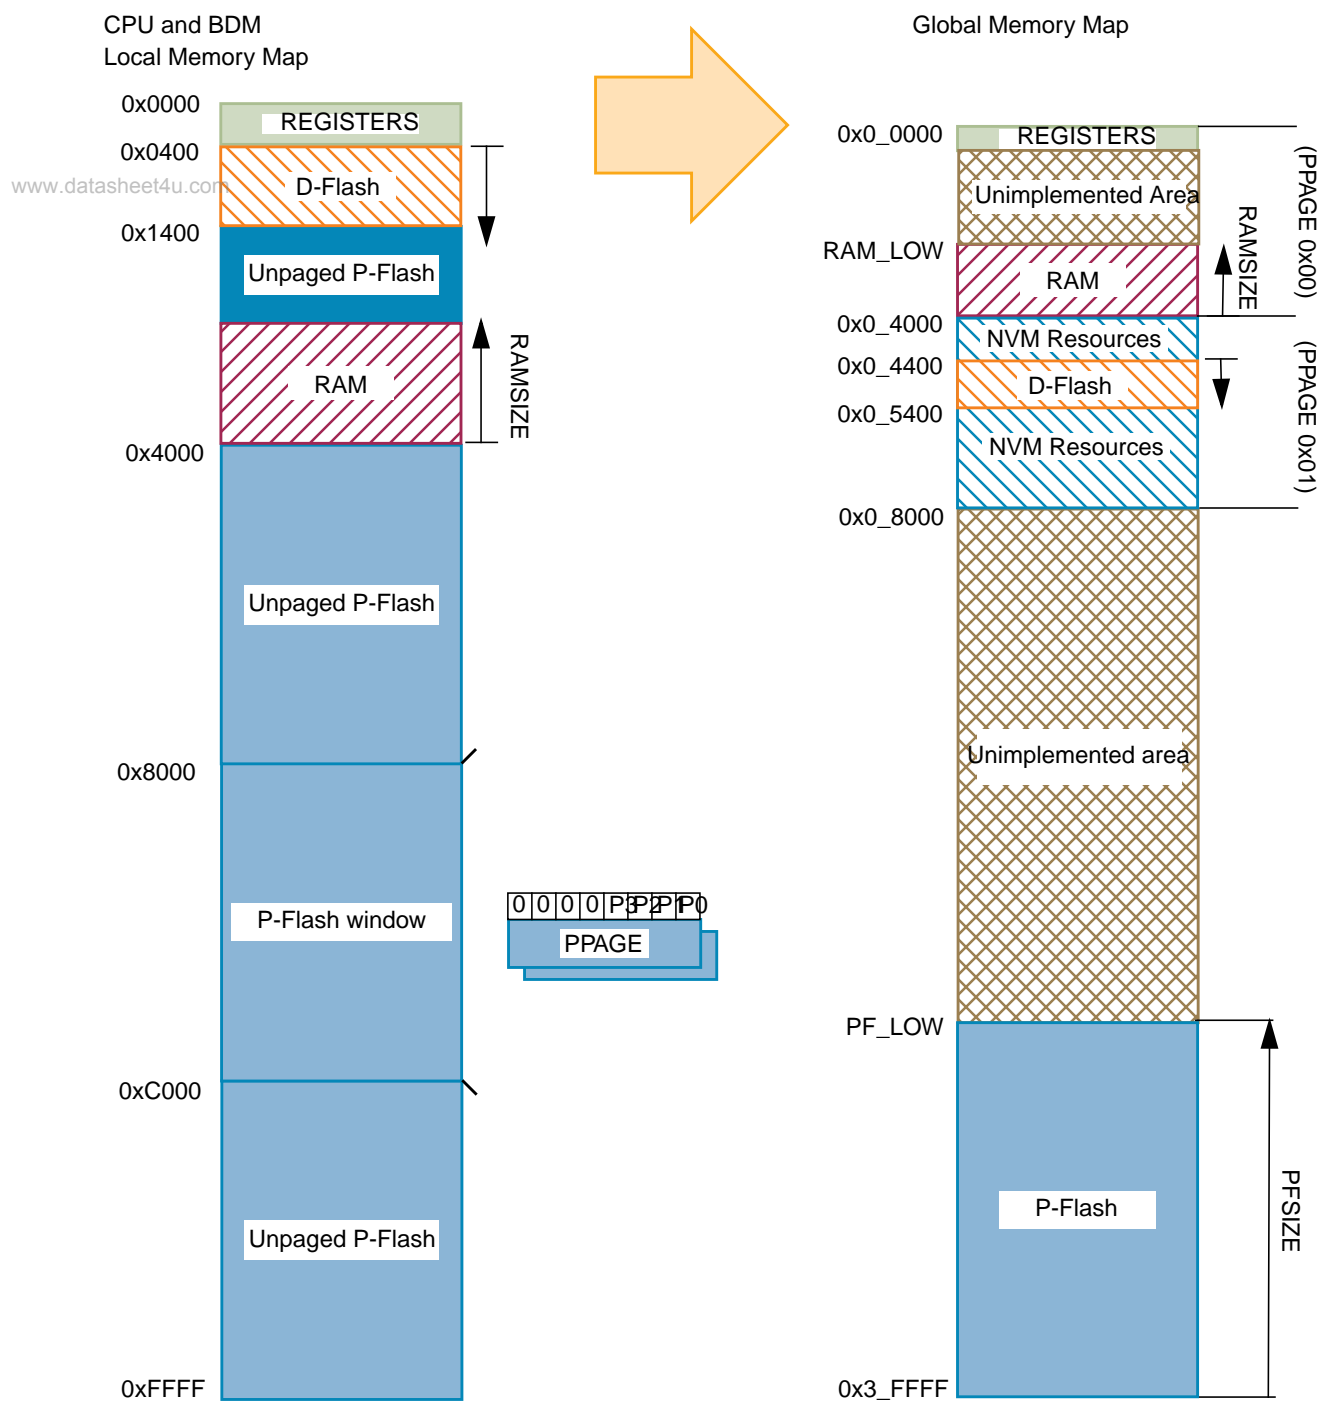 CPU and BDM
Local Memory Map
Global Memory Map
0x0000
REGISTERS
0x0400
www.datasheet4u.com
D-Flash
0x1400
Unpaged P-Flash
RAM
RAMSIZE
0x4000
Unpaged P-Flash
0x8000
P-Flash window
0 0 0 0 P3 P2 P1 P0
PPAGE
0xC000
Unpaged P-Flash
0xFFFF
0x0_0000
REGISTERS
Unimplemented Area
(PPAGE 0x00)
RAM_LOW
RAM
RAMSIZE
0x0_4000
NVM Resources
0x0_4400
D-Flash
(PPAGE 0x01)
0x0_5400
NVM Resources
0x0_8000
Unimplemented area
PF_LOW
P-Flash
PFSIZE
0x3_FFFF